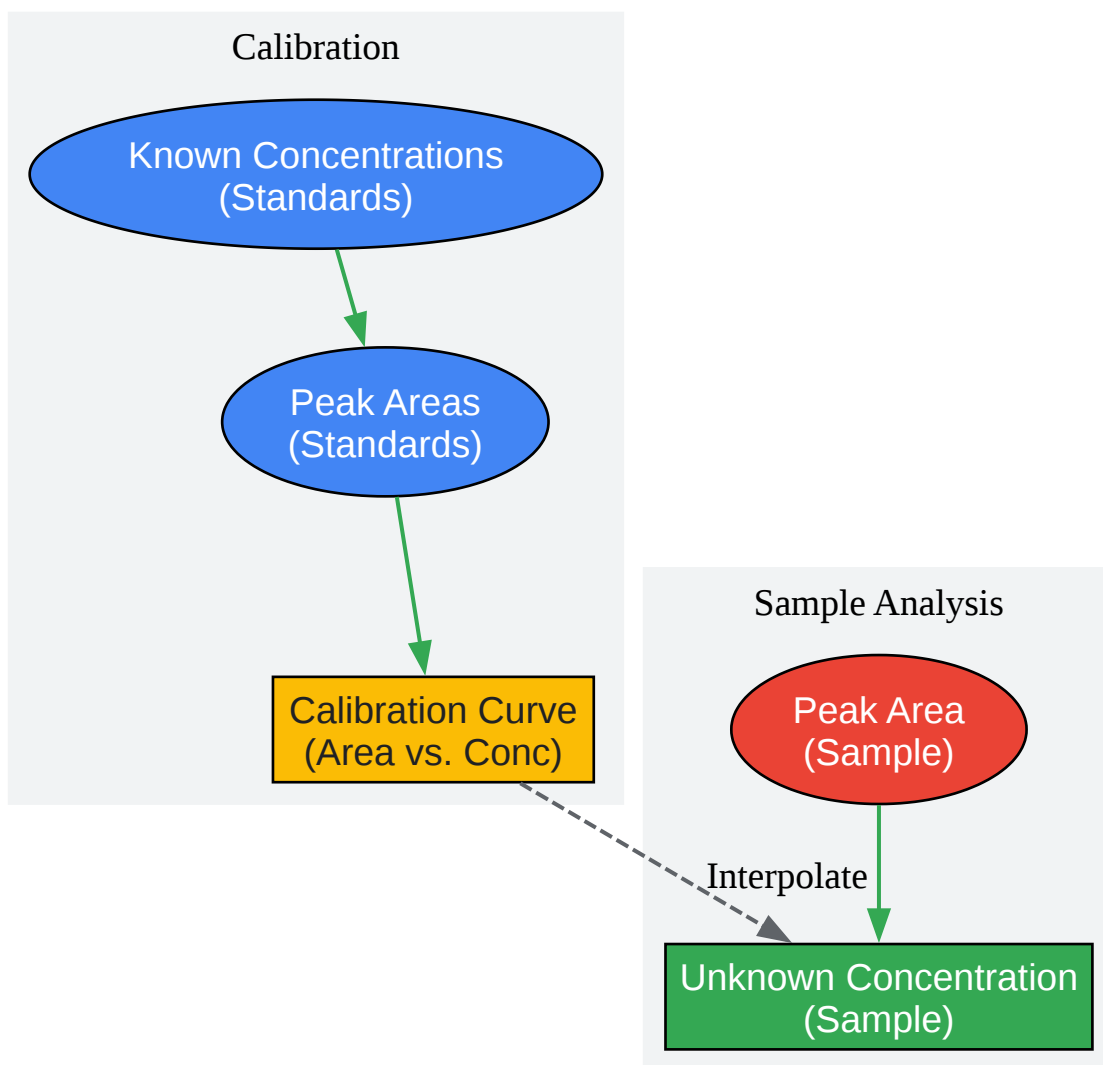 Calibration
Known Concentrations
(Standards)
Peak Areas
(Standards)
Calibration Curve
(Area vs. Conc)
Sample Analysis
Peak Area
(Sample)
Interpolate
Unknown Concentration
(Sample)